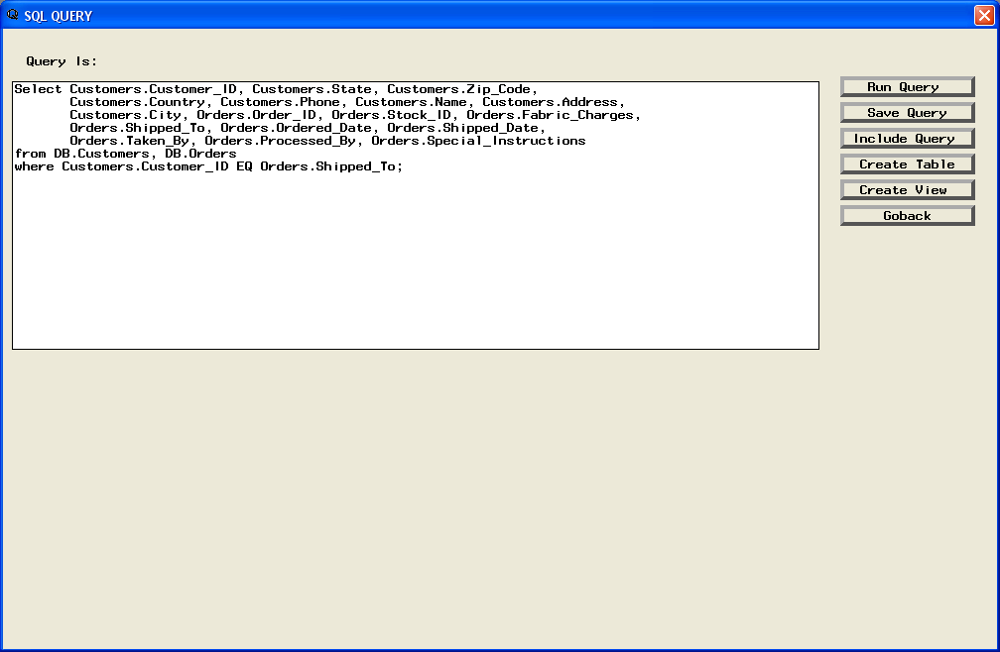 SQL QUERY
Query Is:
Select Customers.Customer_ID, Customers.State, Customers.Zip_Code,
Customers.Country, Customers.Phone, Customers.Name, Customers.Address,
Customers.City, Orders.Order_ID, Orders.Stock_ID, Orders.Fabric_Charges,
Orders.Shipped_To, Orders.Ordered_Date, Orders.Shipped_Date,
Orders.Taken_By, Orders.Processed_By, Orders.Special_Instructions
from DB.Customers, DB.Orders
where Customers.Customer_ID EQ Orders.Shipped_To;
Run Query
Save Query
Include Query
Create Table
Create View
Goback